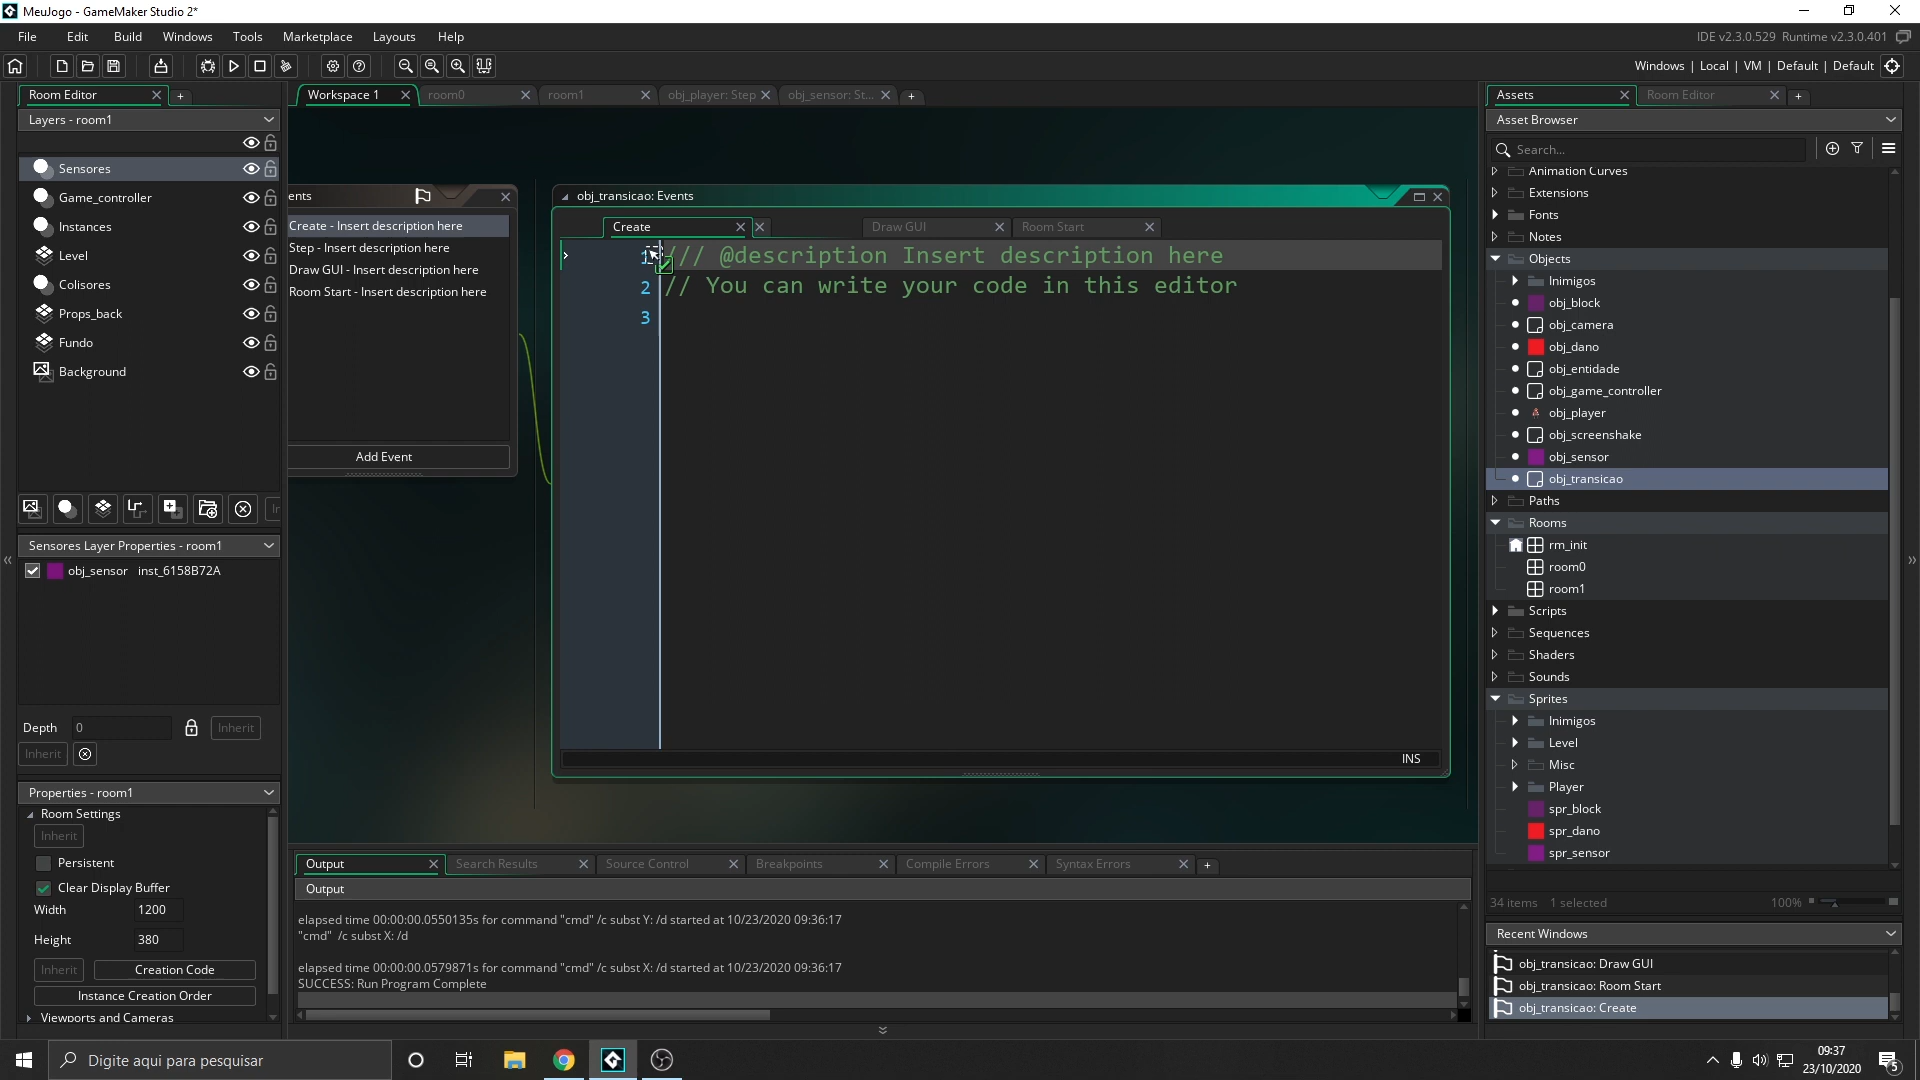 MeuJogo - GameMaker Studio 2*
File Edit Build Windows Tools Marketplace Layouts Help
IDE v2.3.0.529 Runtime v2.3.0.401
Windows | Local | VM | Default | Default
Room Editor
Layers - room1
Sensores
Game_controller
Instances
Level
Colisores
Props_back
Fundo
Background
Sensores Layer Properties - room1
obj_sensor inst_6158B72A
Depth 0 Inherit
Inherit
Properties - room1
Room Settings
Inherit
Persistent
Clear Display Buffer
Width 1200
Height 380
Inherit Creation Code
Instance Creation Order
Viewports and Cameras
Workspace 1 room0 room1 obj_player: Step obj_sensor: St...
ents
Create - Insert description here
Step - Insert description here
Draw GUI - Insert description here
Room Start - Insert description here
Add Event
obj_transicao: Events
Create Draw GUI Room Start
1 /// @description Insert description here
2 // You can write your code in this editor
3
INS
Output Search Results Source Control Breakpoints Compile Errors Syntax Errors
Output
elapsed time 00:00:00.0550135s for command "cmd" /c subst Y: /d started at 10/23/2020 09:36:17
"cmd" /c subst X: /d
elapsed time 00:00:00.0579871s for command "cmd" /c subst X: /d started at 10/23/2020 09:36:17
SUCCESS: Run Program Complete
Assets Room Editor
Asset Browser
Search...
Animation Curves
Extensions
Fonts
Notes
Objects
Inimigos
obj_block
obj_camera
obj_dano
obj_entidade
obj_game_controller
obj_player
obj_screenshake
obj_sensor
obj_transicao
Paths
Rooms
rm_init
room0
room1
Scripts
Sequences
Shaders
Sounds
Sprites
Inimigos
Level
Misc
Player
spr_block
spr_dano
spr_sensor
34 items 1 selected 100%
Recent Windows
obj_transicao: Draw GUI
obj_transicao: Room Start
obj_transicao: Create
Digite aqui para pesquisar
09:37
23/10/2020
5